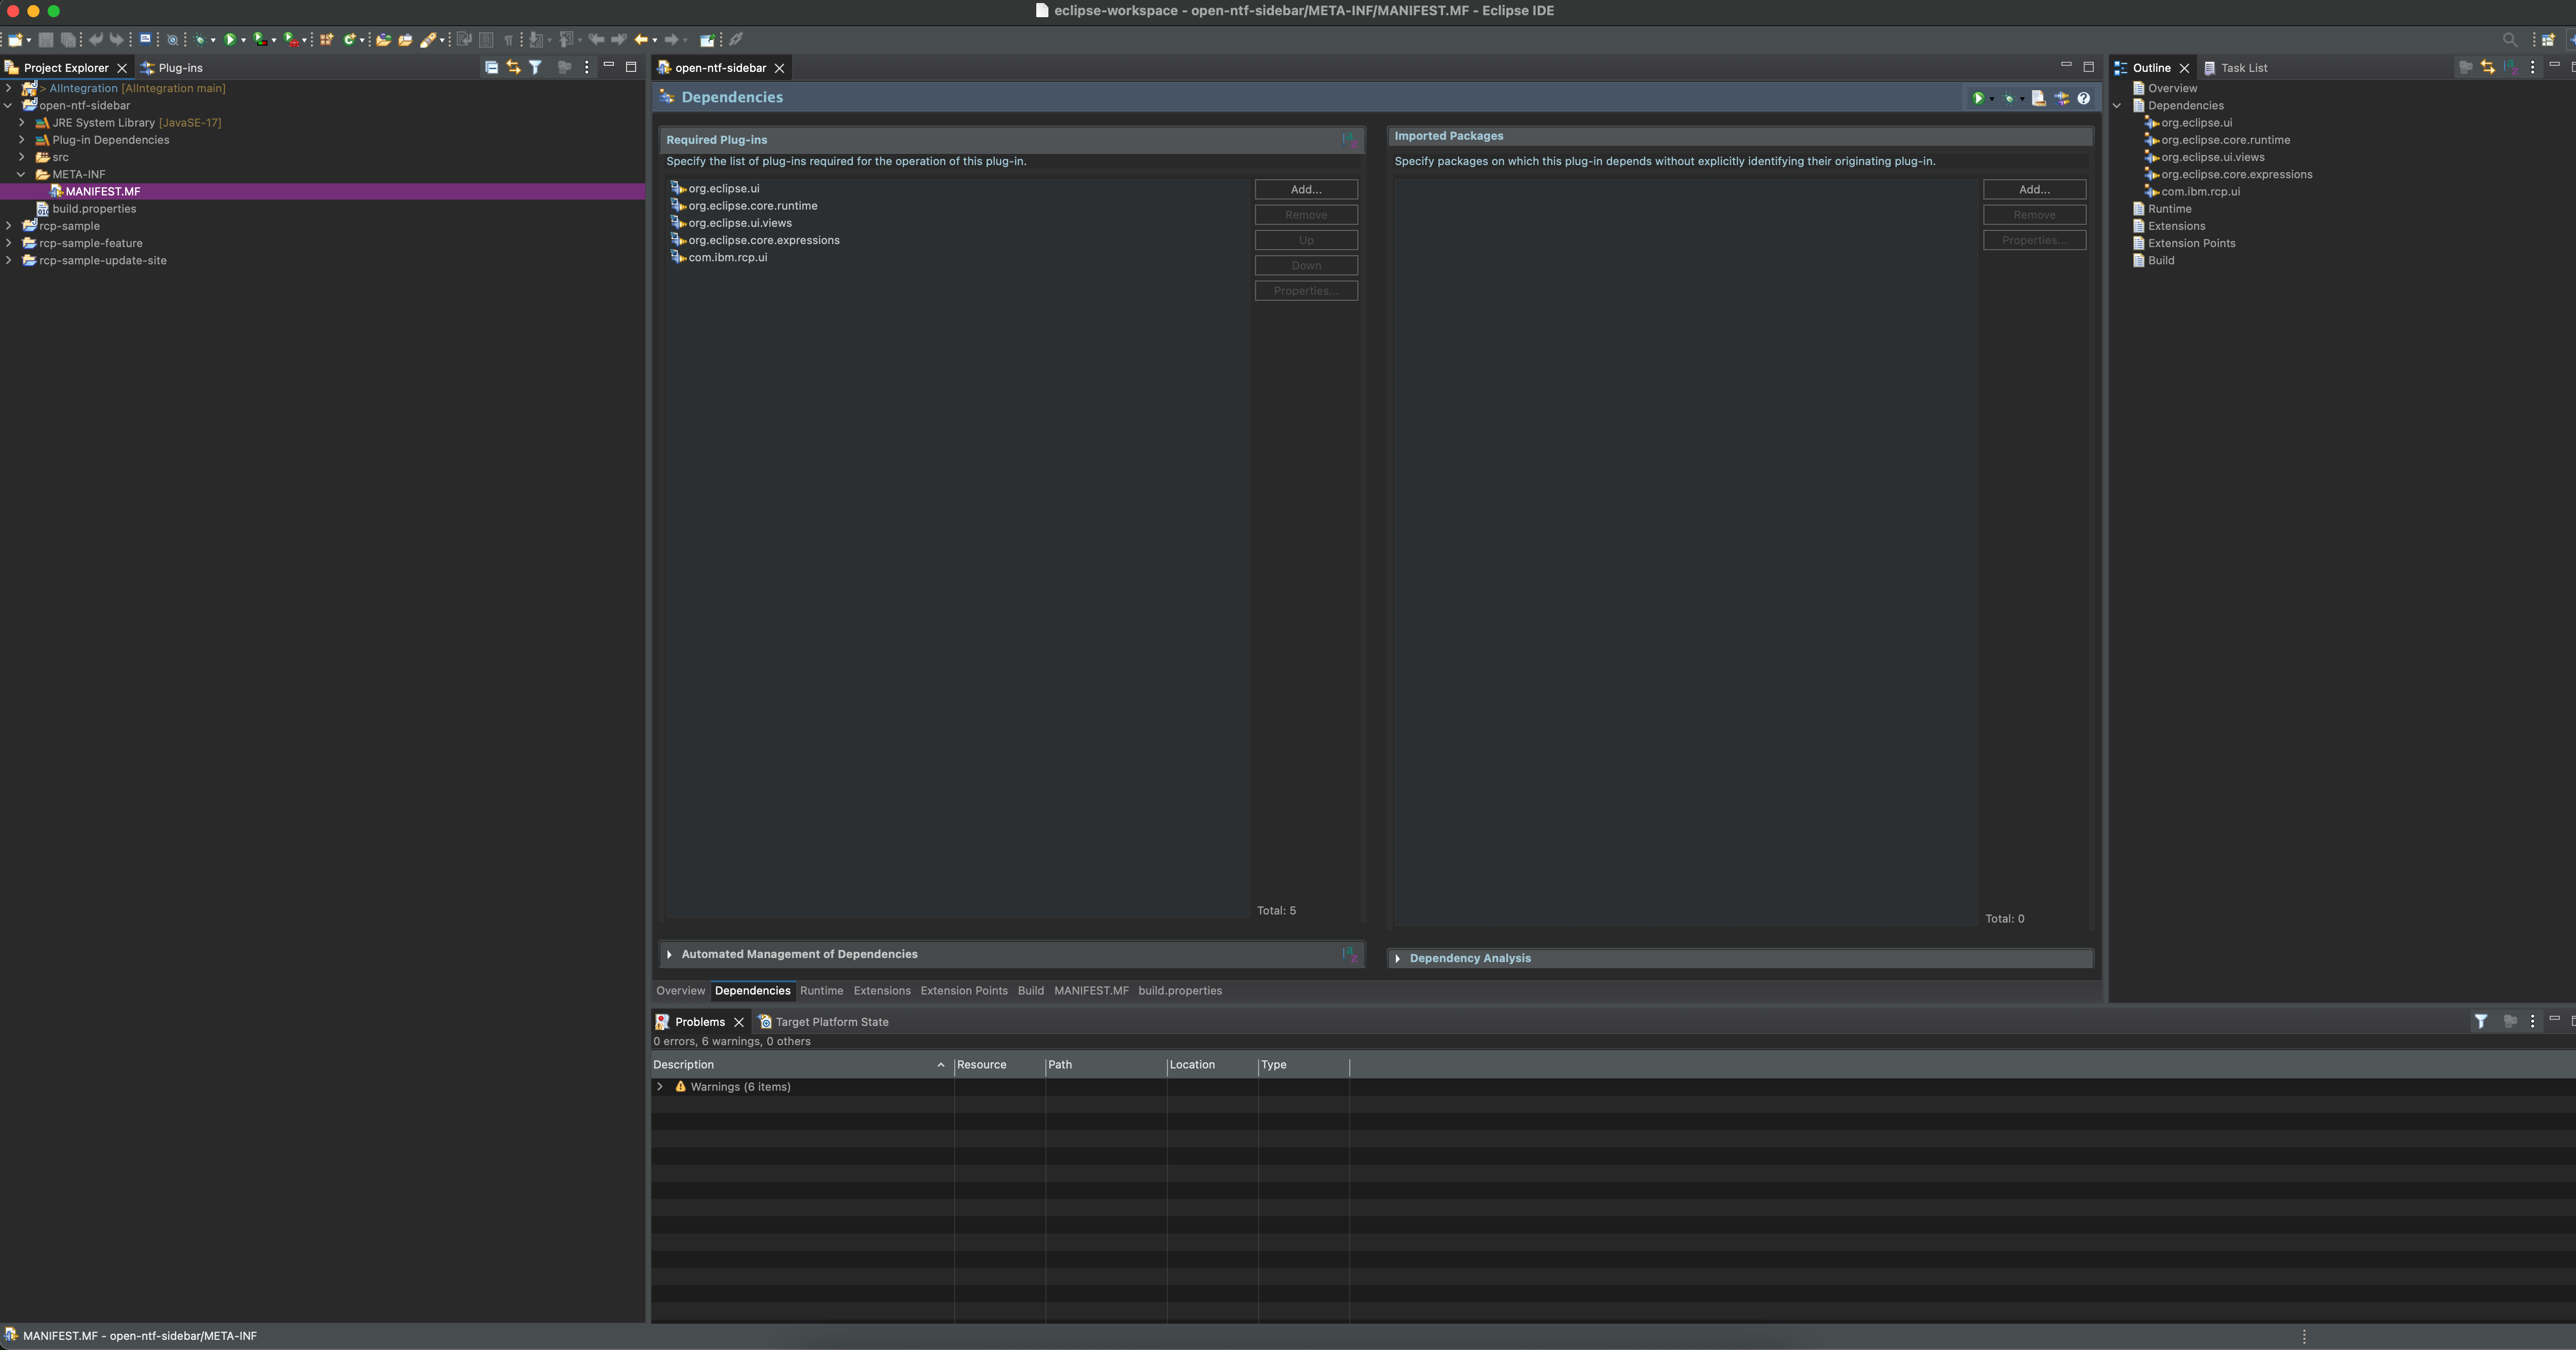 eclipse-workspace - open-ntf-sidebar/META-INF/MANIFEST.MF - Eclipse IDE
Project Explorer
Plug-ins
> AIIntegration [AIIntegration main]
open-ntf-sidebar
JRE System Library [JavaSE-17]
Plug-in Dependencies
src
META-INF
MANIFEST.MF
build.properties
rcp-sample
rcp-sample-feature
rcp-sample-update-site
open-ntf-sidebar
Dependencies
Required Plug-ins
Specify the list of plug-ins required for the operation of this plug-in.
org.eclipse.ui
org.eclipse.core.runtime
org.eclipse.ui.views
org.eclipse.core.expressions
com.ibm.rcp.ui
Add...
Remove
Up
Down
Properties...
Total: 5
Imported Packages
Specify packages on which this plug-in depends without explicitly identifying their originating plug-in.
Add...
Remove
Properties...
Total: 0
Automated Management of Dependencies
Dependency Analysis
Overview Dependencies Runtime Extensions Extension Points Build MANIFEST.MF build.properties
Outline
Task List
Overview
Dependencies
org.eclipse.ui
org.eclipse.core.runtime
org.eclipse.ui.views
org.eclipse.core.expressions
com.ibm.rcp.ui
Runtime
Extensions
Extension Points
Build
Problems
Target Platform State
0 errors, 6 warnings, 0 others
Description Resource Path Location Type
Warnings (6 items)
MANIFEST.MF - open-ntf-sidebar/META-INF